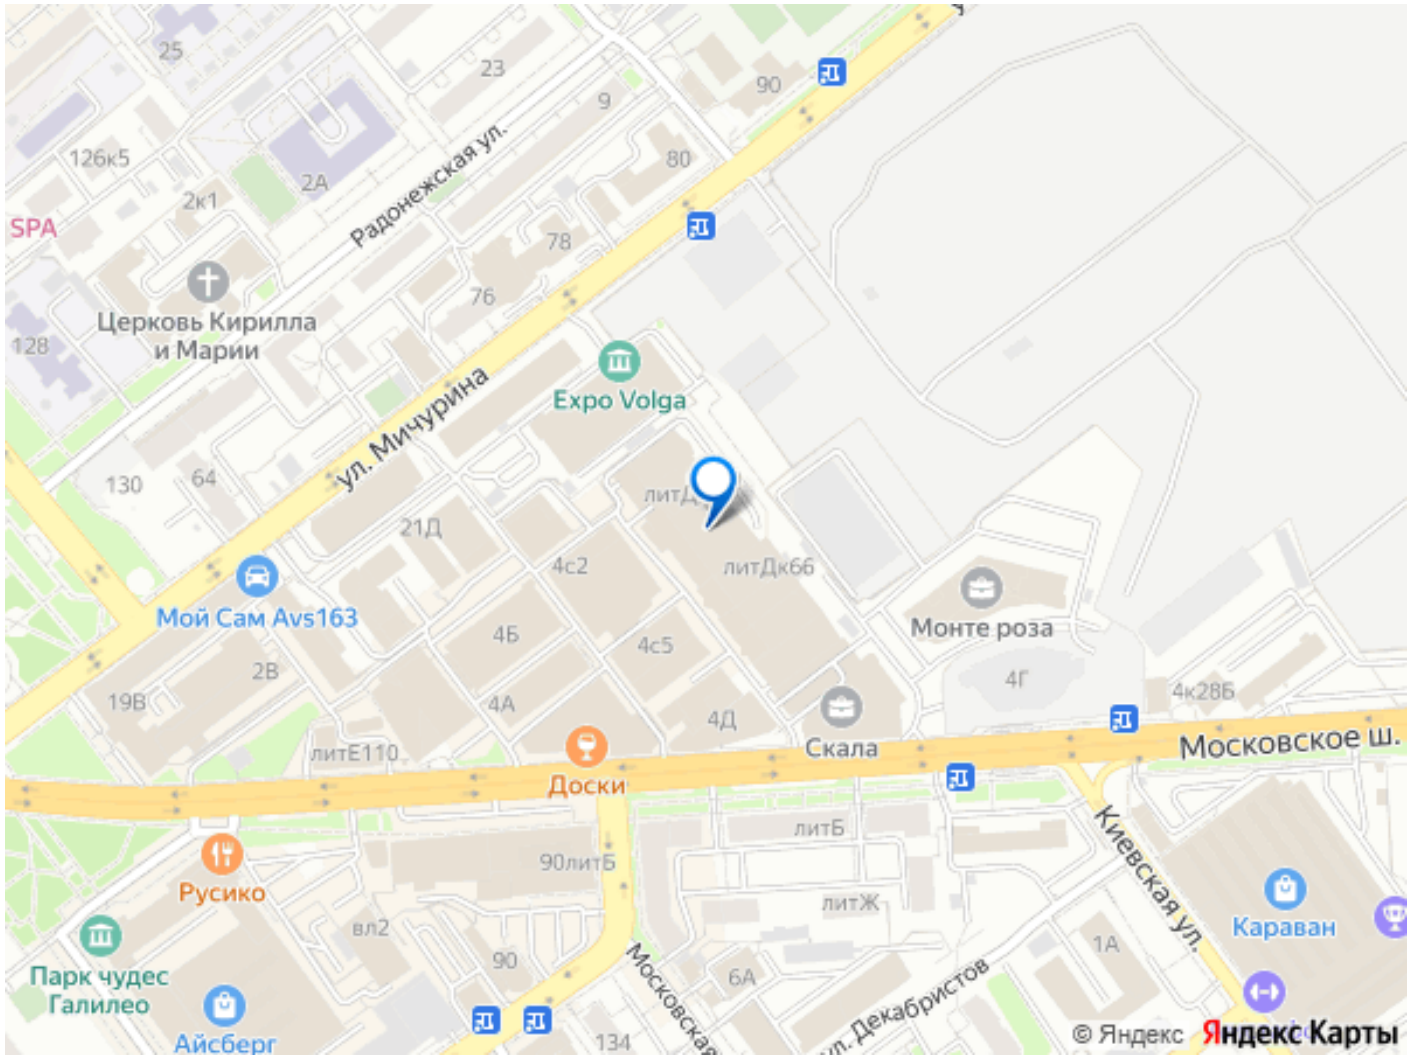 25
23
9
90
126к5
Радонежская ул.
80
2А
2к1
SPA
78
76
Церковь Кирилла
и Марии
128
Expo Volga
ул. Мичурина
130
64
литД
21Д
4с2
литДк66
Мой Сам Avs163
Монте роза
4Б
4с5
2В
4Г
19В
4А
4Д
4к28Б
литЕ110
Скала
Московское ш.
Доски
литБ
Киевская ул.
90литБ
Русико
литЖ
Караван
вл2
1А
90
6А
Парк чудес
Галилео
Московская
ул. Декабристов
Айсберг
134
© Яндекс
Яндекс Карты